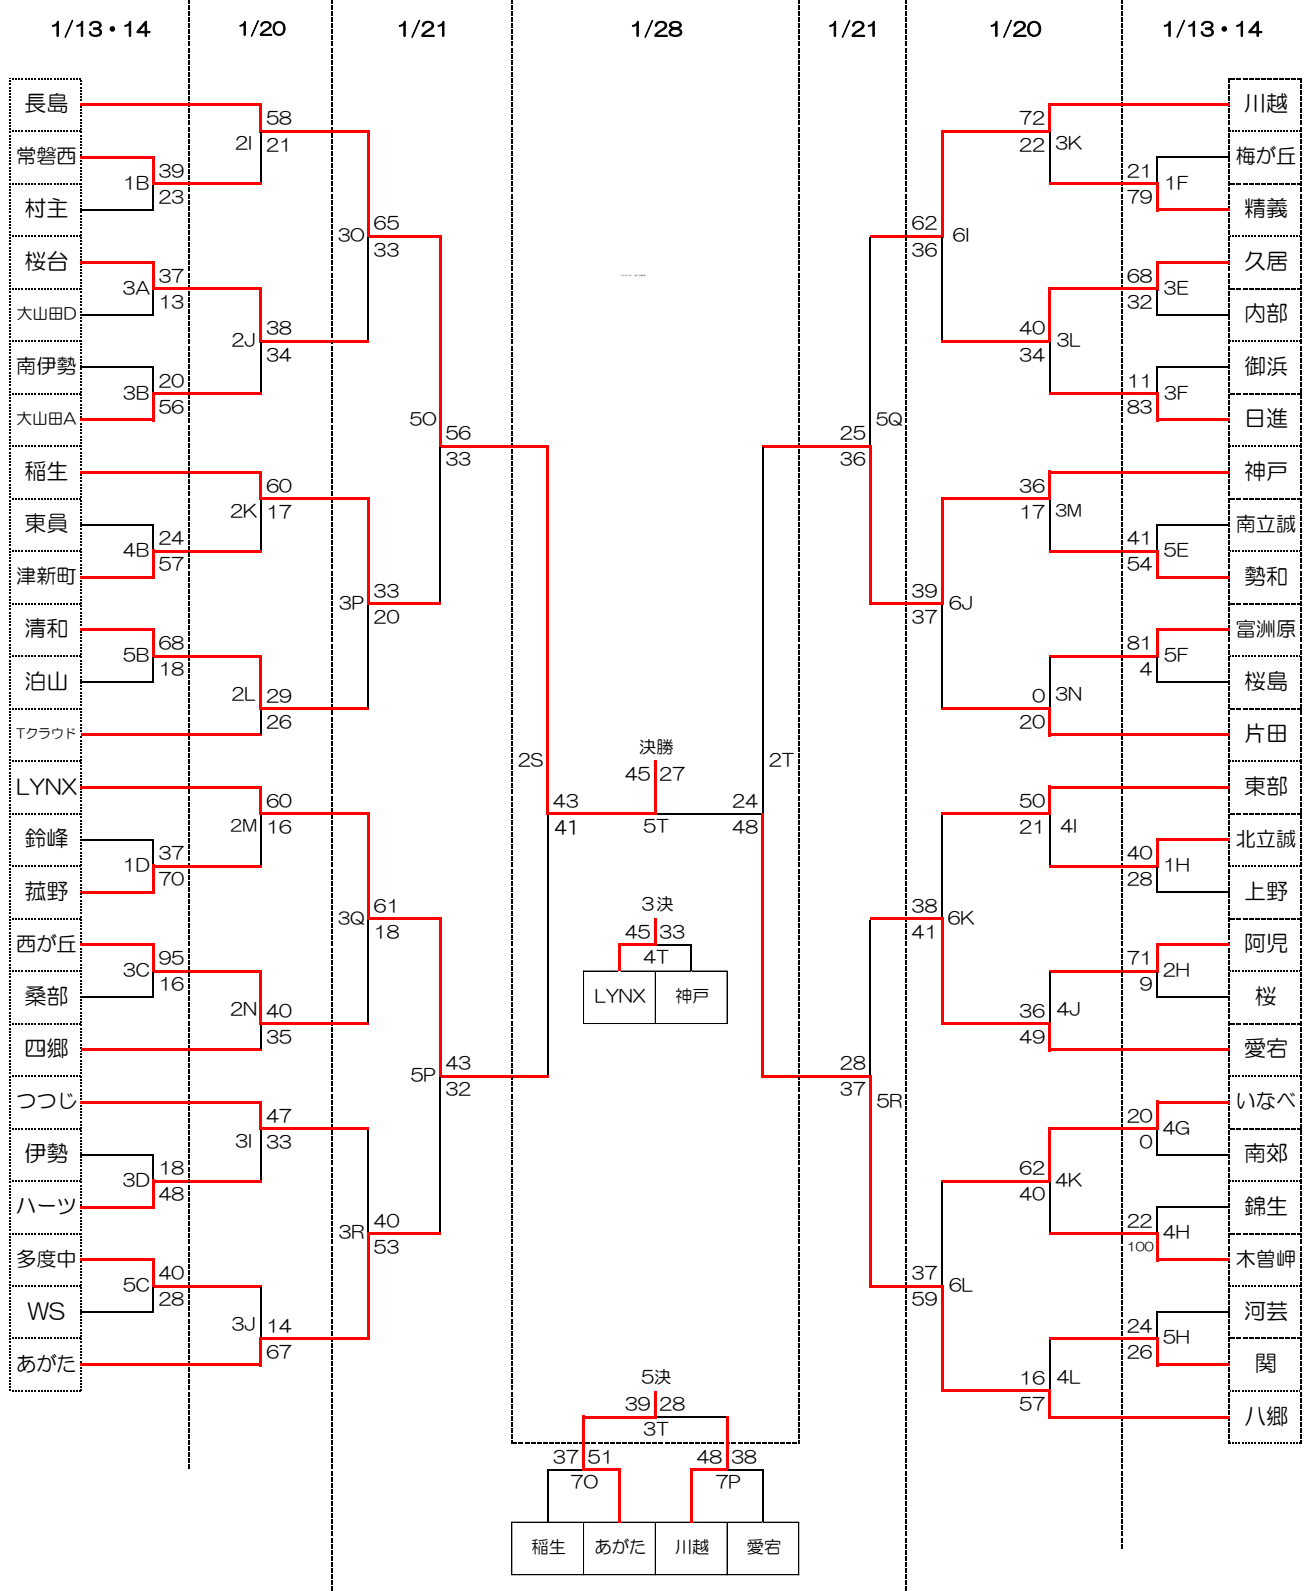 1/13・14 1/20 1/21 1/28 1/21 1/20 1/13・14
長島 川越
58 72
2I 21 22 3K
常磐西 梅が丘
1B 39 21 1F
23 79
村主 精義
65 62
3O 33 36 6I
桜台 久居
3A 37 68 3E
13 32
大山田D 内部
2J 38 40 3L
34 34
南伊勢 御浜
3B 20 11 3F
56 83
大山田A 日進
5O 56 25 5Q
33 36
稲生 神戸
60 36
2K 17 17 3M
東員 南立誠
4B 24 41 5E
57 54
津新町 勢和
3P 33 39 6J
20 37
清和 富洲原
5B 68 81 5F
18 4
泊山 桜島
2L 29 0 3N
26 20
Tクラウド 片田
決勝
2S 45 27 2T
LYNX 東部
60 43 24 50
2M 16 41 5T 48 21 4I
鈴峰 北立誠
1D 37 40 1H
70 28
菰野 上野
3決
3Q 61 38 6K
18 45 33 41
4T
西が丘 阿児
3C 95 71 2H
16 9
桑部 LYNX 神戸 桜
2N 40 36 4J
35 49
四郷 愛宕
5P 43 28
32 37 5R
つつじ いなべ
47 20 4G
3I 33 0
伊勢 南郊
3D 18 62 4K
48 40
ハーツ 錦生
3R 40 22 4H
53 100
多度中 木曽岬
5C 40 37 6L
28 59
WS 河芸
3J 14 24 5H
67 26
あがた 関
5決 16 4L
39 28 57
3T
八郷
37 51 48 38
7O 7P
稲生 あがた 川越 愛宕